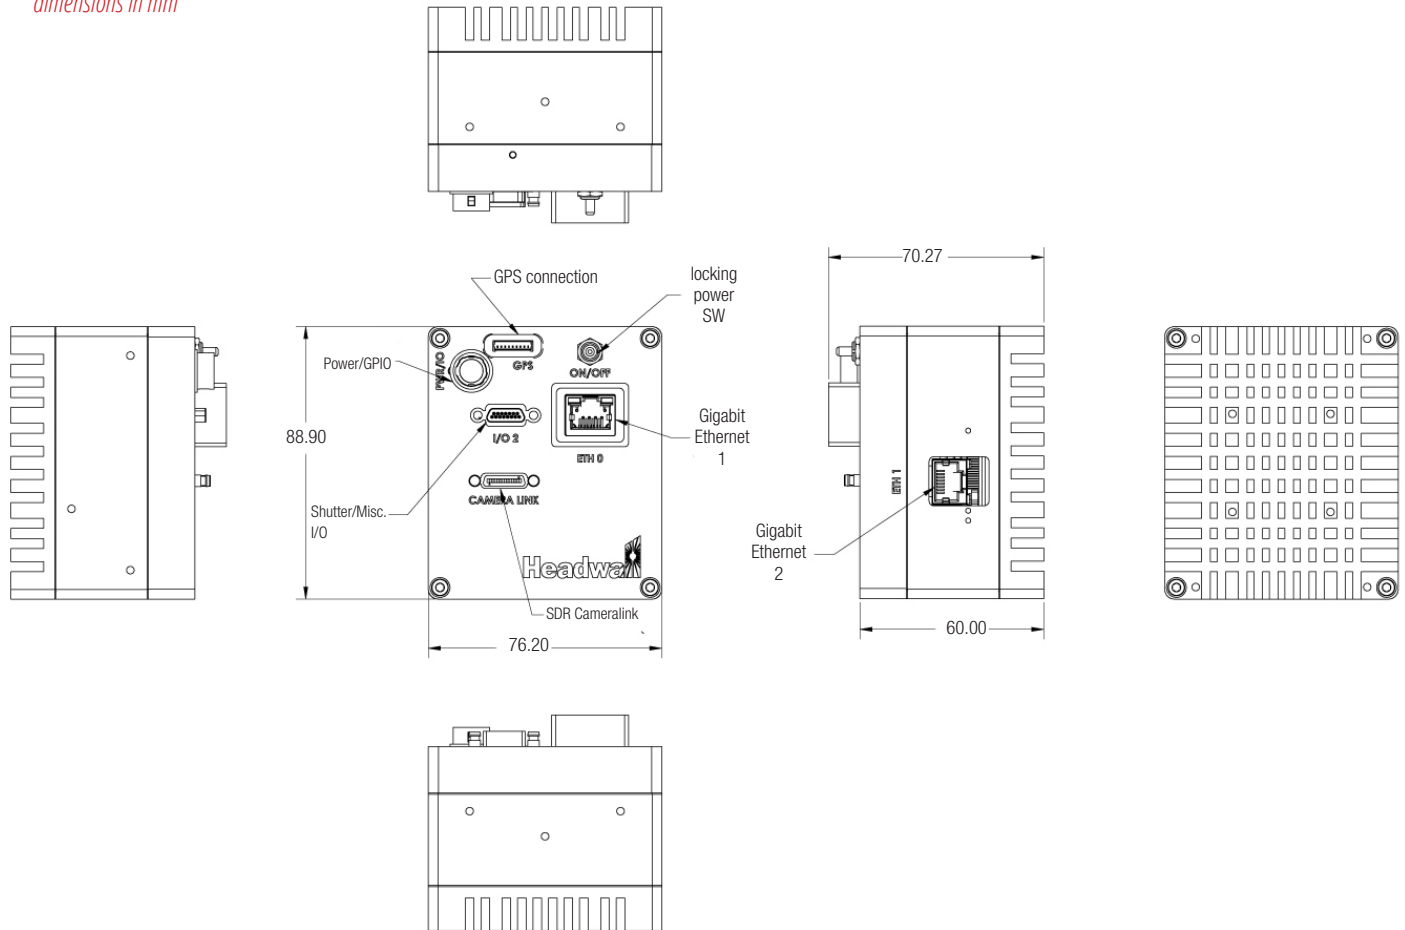 dimensions in mm
GPS connection
locking
power
SW
70.27
Power/GPIO
PWR/IO
GPS
ON/OFF
88.90
I/O 2
Gigabit
Ethernet
1
ETH 0
CAMERA LINK
ETH 1
Shutter/Misc.
I/O
Gigabit
Ethernet
2
Headwall
SDR Cameralink
76.20
60.00